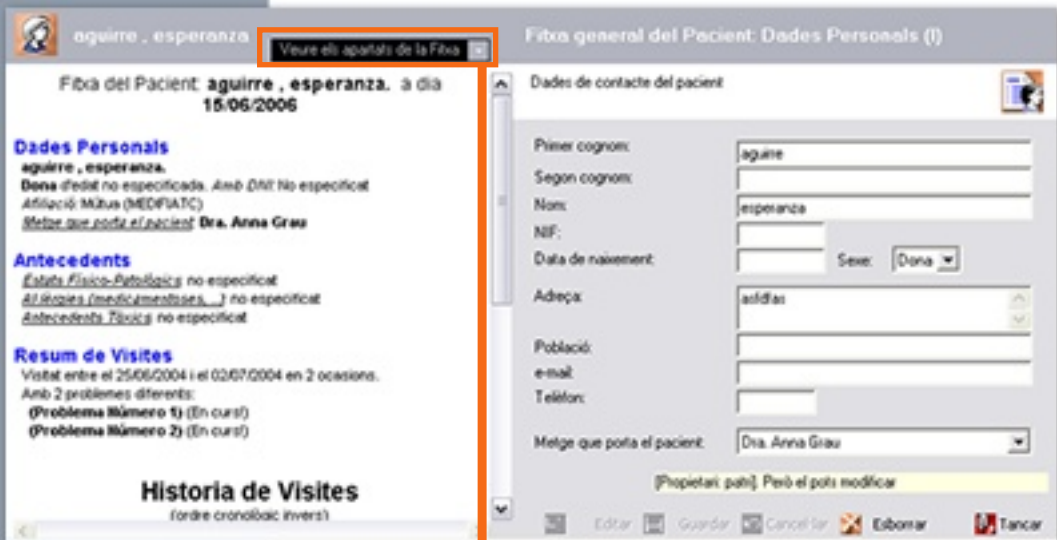 aguirre , esperanza
Veure els apartats de la Fitxa
Fitxa general del Pacient: Dades Personals (I)
Fitxa del Pacient: aguirre , esperanza. a dia
15/06/2006
Dades Personals
aguirre , esperanza.
Dona d'edat no especificada. Amb DNI: No especificat
Afiliació: Mútua (MEDIFIATC)
Metge que porta el pacient: Dra. Anna Grau
Antecedents
Estats Físico-Patològics: no especificat
Al·lèrgies (medicamentoses, ...): no especificat
Antecedents Tòxics: no especificat
Resum de Visites
Visitat entre el 25/06/2004 i el 02/07/2004 en 2 ocasions.
Amb 2 problemes diferents:
(Problema Número 1) (En curs!)
(Problema Número 2) (En curs!)
Historia de Visites
(ordre cronològic invers)
Dades de contacte del pacient
Primer cognom: aguirre
Segon cognom:
Nom: esperanza
NIF:
Data de naixement: Sexe: Dona
Adreça: asfdfas
Població:
e-mail:
Telèfon:
Metge que porta el pacient: Dra. Anna Grau
[Propietari: patri]. Però el pots modificar
Editar Guardar Cancel·lar Esborrar Tancar